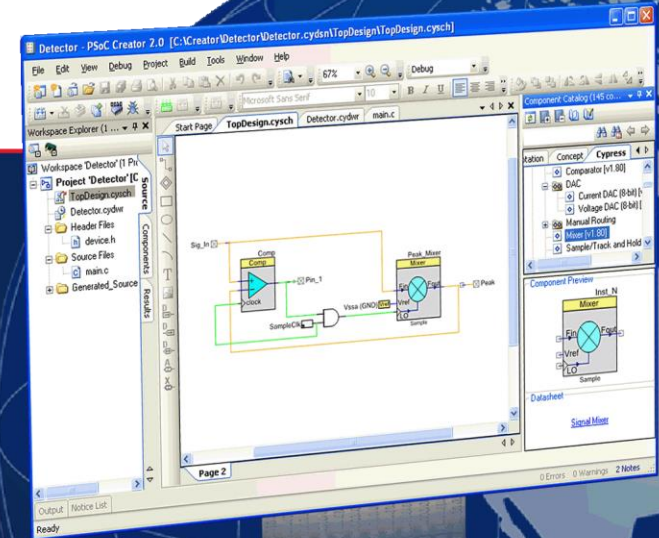 Detector - PSoC Creator 2.0 [C:\Creator\Detector\Detector.cydsn\TopDesign\TopDesign.cysch]
File Edit View Debug Project Build Tools Window Help
67% Debug
Microsoft Sans Serif 10 B I U
Workspace Explorer (1 ...
Start Page TopDesign.cysch Detector.cydwr main.c
Component Catalog (145 co...
Workspace 'Detector' (1 Pr
Project 'Detector' [C
TopDesign.cysch
Detector.cydwr
Header Files
device.h
Source Files
main.c
Generated_Source
Source
Components
Results
Sig_In
Comp
Comp
clock
Pin_1
SampleClk
Vssa (GND)
Vref
Peak_Mixer
Mixer
Fin
Fout
Vref
LO
Sample
Peak
Concept Cypress
Comparator [v1.80]
DAC
Current DAC (8-bit) [
Voltage DAC (8-bit) [
Manual Routing
Mixer [v1.80]
Sample/Track and Hold
Component Preview
Inst_N
Mixer
Fin Fout
Vref
LO
Sample
Datasheet
Signal Mixer
Page 2
Output Notice List
Ready
0 Errors 0 Warnings 2 Notes